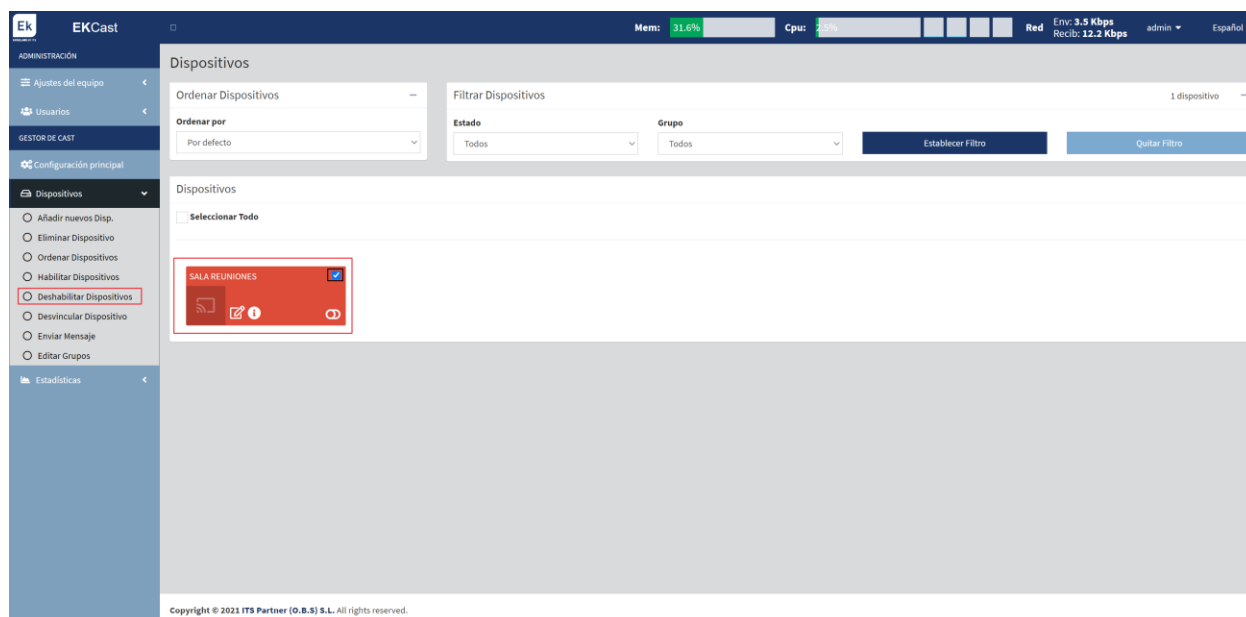 Ek
EKCast
Mem: 31.6%
Cpu: 2.5%
Red
Env: 3.5 Kbps
Recib: 12.2 Kbps
admin
Español
ADMINISTRACIÓN
Ajustes del equipo
Usuarios
GESTOR DE CAST
Configuración principal
Dispositivos
Añadir nuevos Disp.
Eliminar Dispositivo
Ordenar Dispositivos
Habilitar Dispositivos
Deshabilitar Dispositivos
Desvincular Dispositivo
Enviar Mensaje
Editar Grupos
Estadísticas
Dispositivos
Ordenar Dispositivos
Ordenar por
Por defecto
Filtrar Dispositivos
1 dispositivo
Estado
Grupo
Todos
Todos
Establecer Filtro
Quitar Filtro
Dispositivos
Seleccionar Todo
SALA REUNIONES
Copyright © 2021 ITS Partner (O.B.S) S.L. All rights reserved.